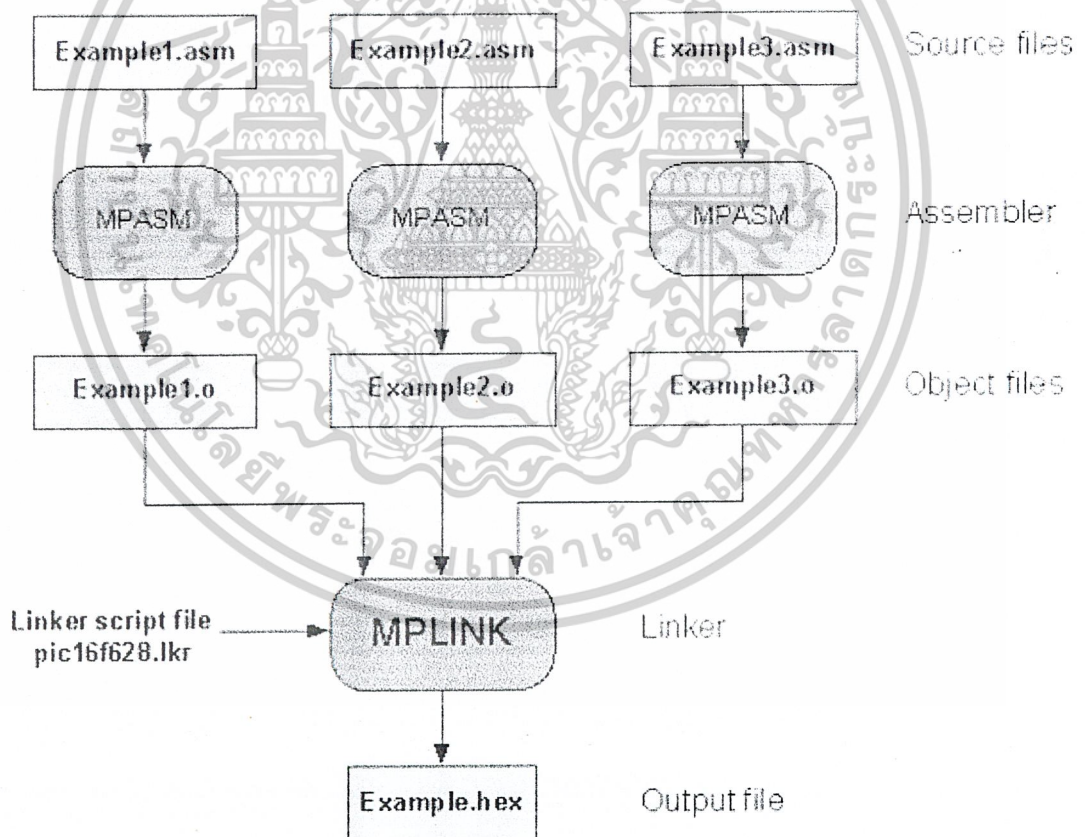 Example1.asm Example2.asm Example3.asm Source files
MPASM MPASM MPASM Assembler
Example1.o Example2.o Example3.o Object files
Linker script file
pic16f628.lkr
MPLINK Linker
Example.hex Output file